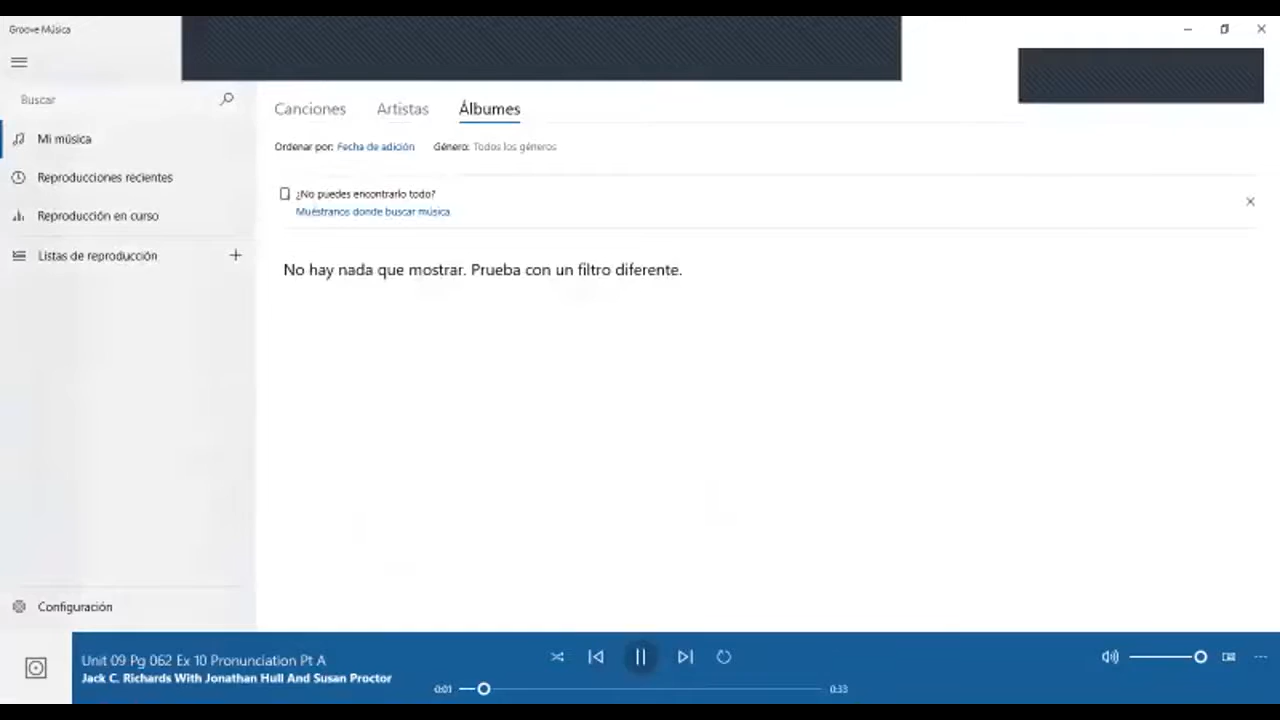 Groove Música
Buscar
Mi música
Reproducciones recientes
Reproducción en curso
Listas de reproducción
Configuración
Canciones Artistas Álbumes
Ordenar por: Fecha de adición Género: Todos los géneros
¿No puedes encontrarlo todo?
Muéstranos donde buscar música
No hay nada que mostrar. Prueba con un filtro diferente.
Unit 09 Pg 062 Ex 10 Pronunciation Pt A
Jack C. Richards With Jonathan Hull And Susan Proctor
0:01 0:33